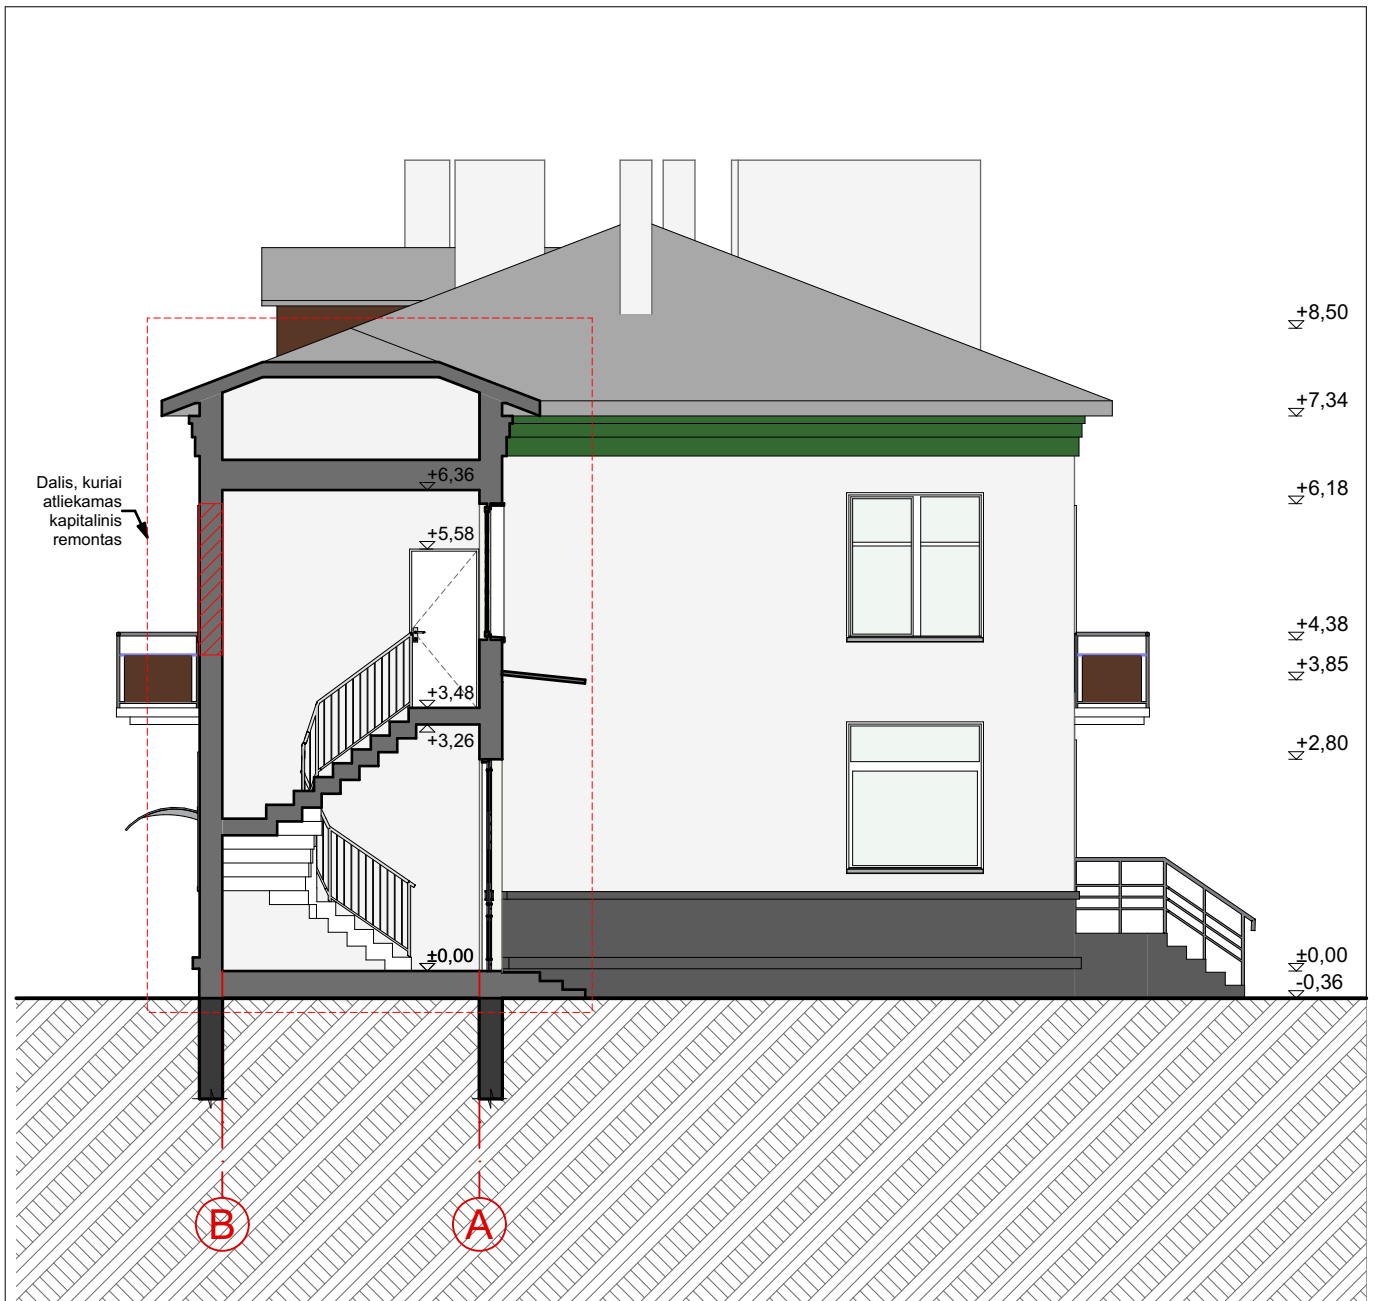 +8,50
+7,34
+6,36
Dalis, kuriai
atliekamas
kapitalinis
remontas
+6,18
+5,58
+4,38
+3,85
+3,48
+3,26
+2,80
±0,00
±0,00
-0,36
B
A